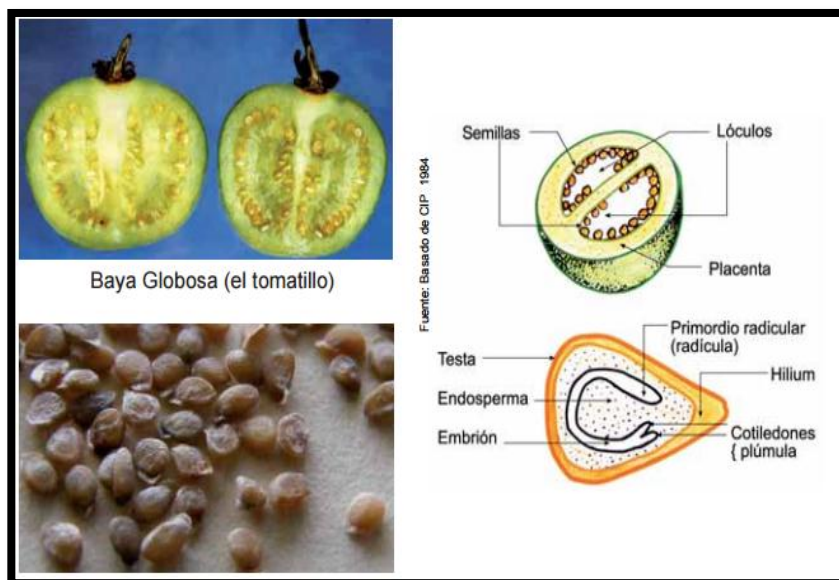 Baya Globosa (el tomatillo)
Fuente: Basado de CIP 1984
Semillas
Lóculos
Placenta
Primordio radicular
(radícula)
Testa
Hilium
Endosperma
Embrión
Cotiledones
{ plúmula